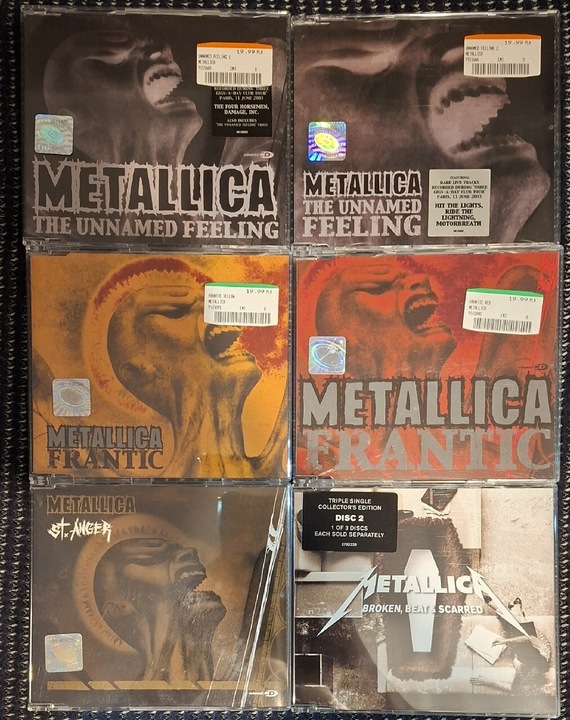 19.99
UNNAMED FEELING I
METALLICA
RECORDED DURING 'THREE
GIGS-A-DAY CLUB TOUR'
PARIS, 11 JUNE 2003
THE FOUR HORSEMEN,
DAMAGE, INC.
ALSO INCLUDES
'THE UNNAMED FEELING' VIDEO
METALLICA
THE UNNAMED FEELING
19.99
UNNAMED FEELING I
METALLICA
METALLICA
THE UNNAMED
FEELING
FEATURING
RARE LIVE TRACKS
RECORDED DURING 'THREE
GIGS-A-DAY CLUB TOUR'
PARIS, 11 JUNE 2003
HIT THE LIGHTS,
RIDE THE
LIGHTNING,
MOTORBREATH
19.99
FRANTIC YELLOW
METALLICA
METALLICA
FRANTIC
19.99
FRANTIC RED
METALLICA
METALLICA
FRANTIC
METALLICA
ST. ANGER
TRIPLE SINGLE
COLLECTOR'S EDITION
DISC 2
1 OF 3 DISCS
EACH SOLD SEPARATELY
METALLICA
BROKEN, BEAT & SCARRED